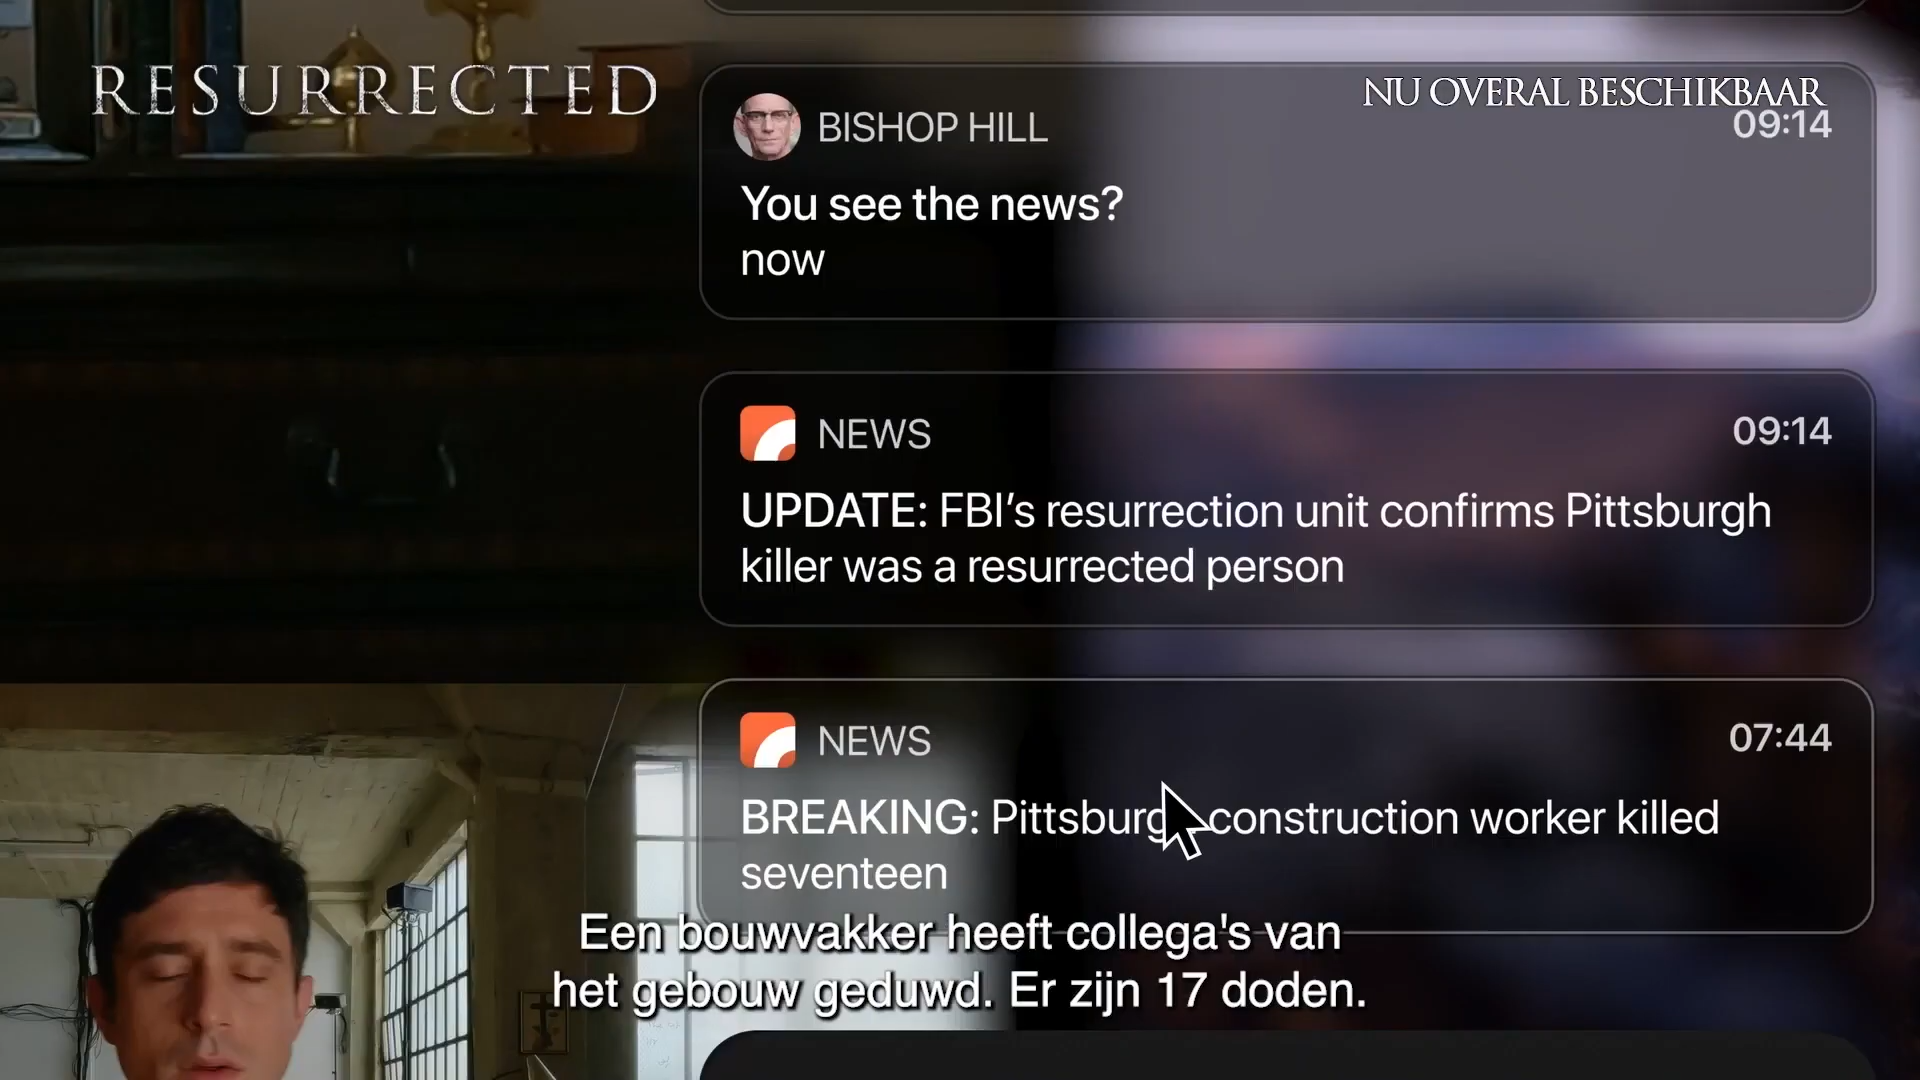 RESURRECTED
NU OVERAL BESCHIKBAAR
BISHOP HILL
09:14
You see the news?
now
NEWS
09:14
UPDATE: FBI’s resurrection unit confirms Pittsburgh
killer was a resurrected person
NEWS
07:44
BREAKING: Pittsburgh construction worker killed
seventeen
Een bouwvakker heeft collega's van
het gebouw geduwd. Er zijn 17 doden.